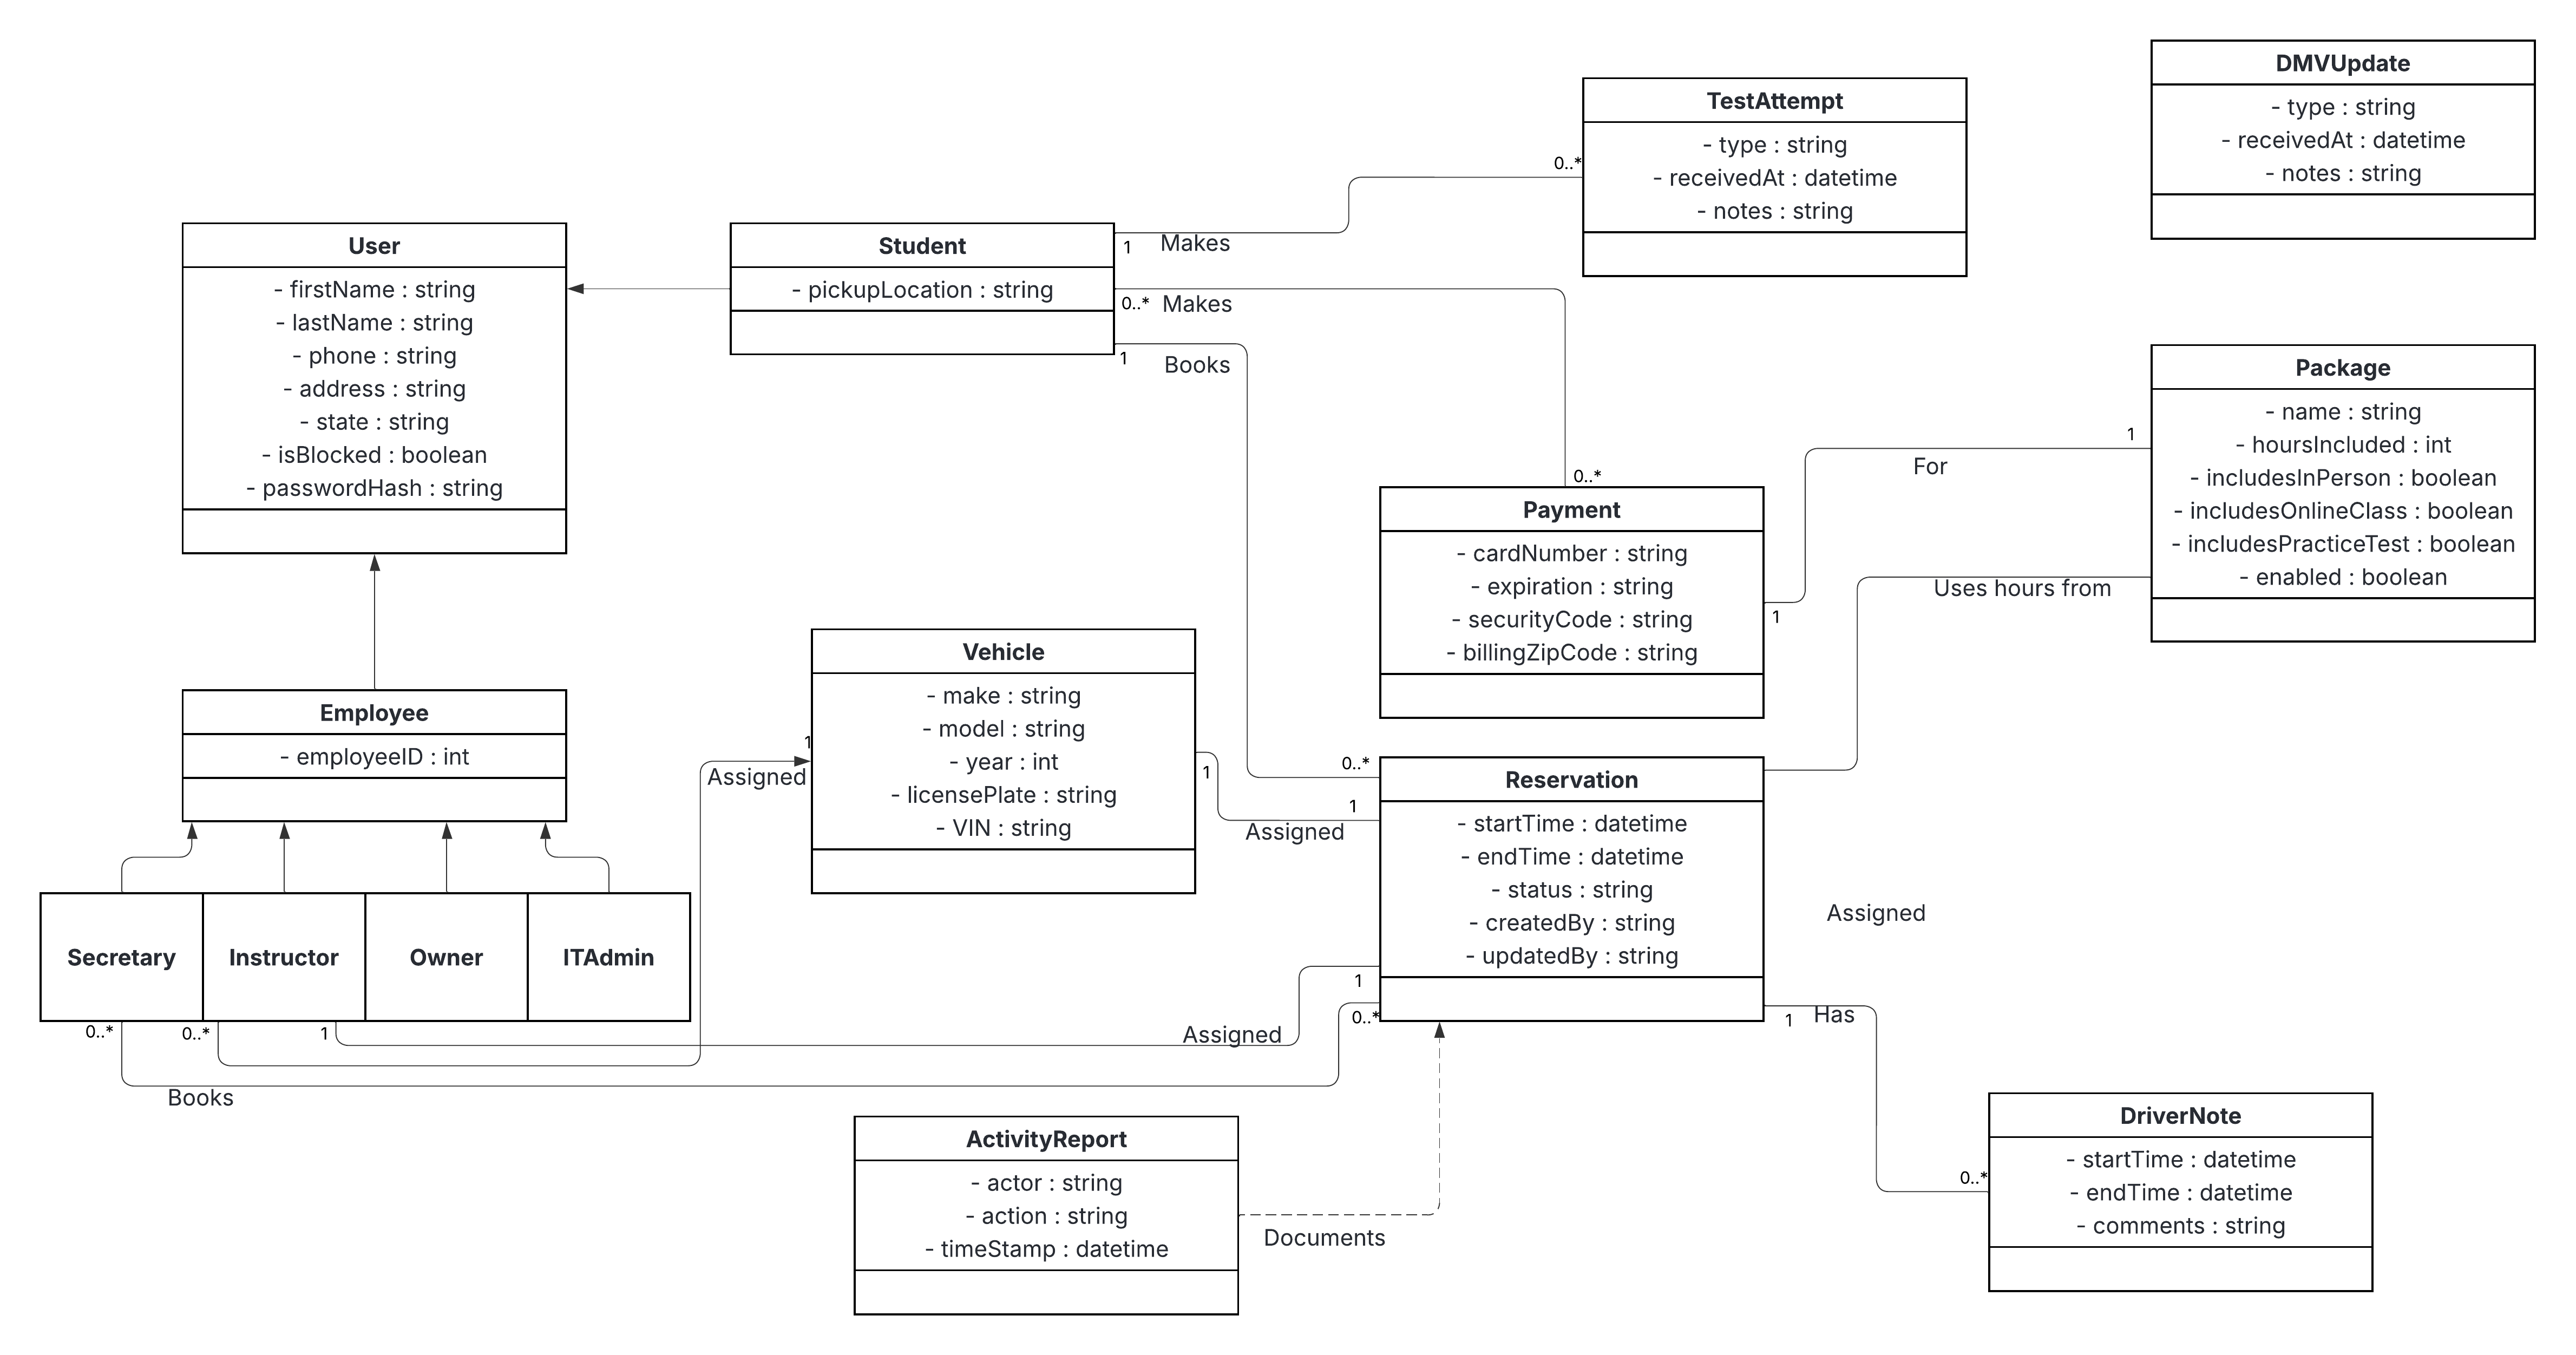 DMVUpdate
- type : string
- receivedAt : datetime
- notes : string
TestAttempt
- type : string
- receivedAt : datetime
- notes : string
0..*
User
- firstName : string
- lastName : string
- phone : string
- address : string
- state : string
- isBlocked : boolean
- passwordHash : string
Student
- pickupLocation : string
1
Makes
0..*
Makes
1
Books
Package
- name : string
- hoursIncluded : int
- includesInPerson : boolean
- includesOnlineClass : boolean
- includesPracticeTest : boolean
- enabled : boolean
1
For
Uses hours from
0..*
Payment
- cardNumber : string
- expiration : string
- securityCode : string
- billingZipCode : string
1
Vehicle
- make : string
- model : string
- year : int
- licensePlate : string
- VIN : string
1
Assigned
1
Assigned
Employee
- employeeID : int
0..*
1
Reservation
- startTime : datetime
- endTime : datetime
- status : string
- createdBy : string
- updatedBy : string
Assigned
Secretary
Instructor
Owner
ITAdmin
0..*
0..*
1
Books
Assigned
1
0..*
1
Has
0..*
ActivityReport
- actor : string
- action : string
- timeStamp : datetime
Documents
DriverNote
- startTime : datetime
- endTime : datetime
- comments : string